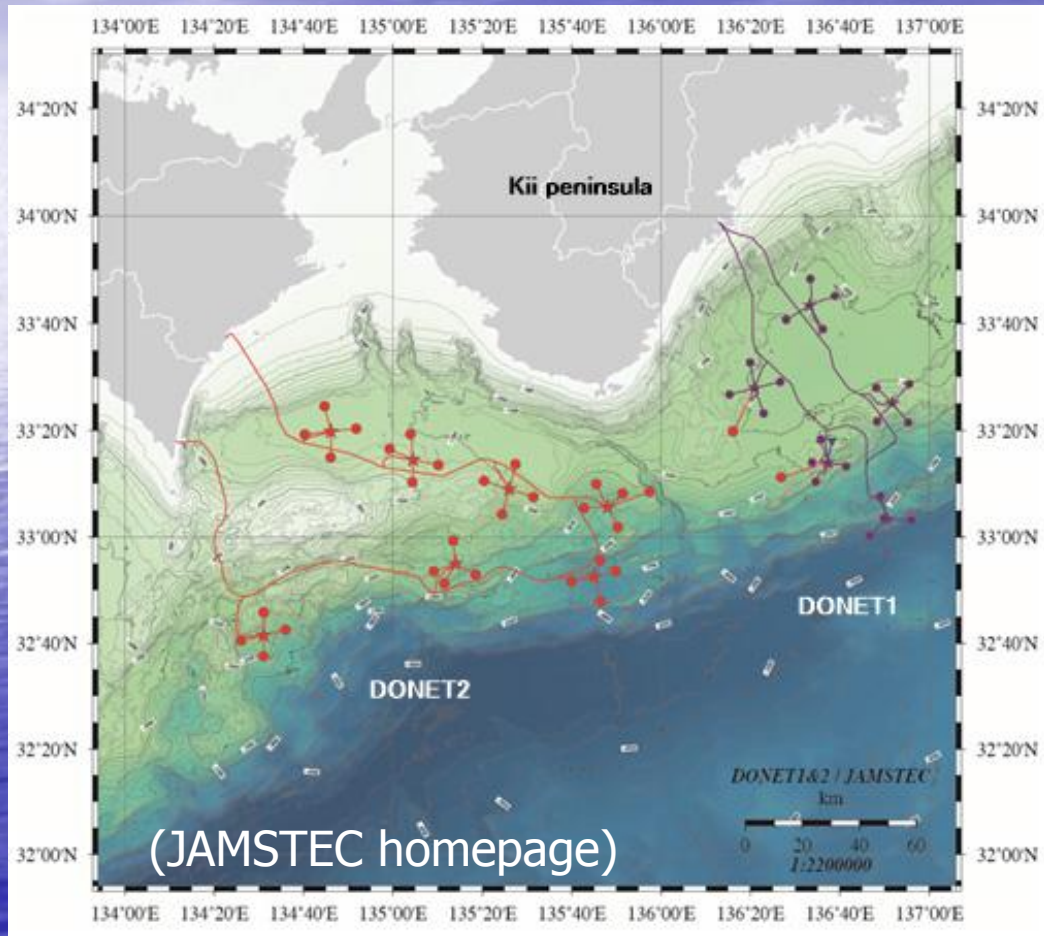 134°00'E 134°20'E 134°40'E 135°00'E 135°20'E 135°40'E 136°00'E 136°20'E 136°40'E 137°00'E
34°20'N 34°20'N
Kii peninsula
34°00'N 34°00'N
33°40'N 33°40'N
33°20'N 33°20'N
33°00'N 33°00'N
DONET1
32°40'N 32°40'N
DONET2
32°20'N 32°20'N
DONET1&2 / JAMSTEC
km
0 20 40 60
1:2200000
(JAMSTEC homepage)
32°00'N 32°00'N
134°00'E 134°20'E 134°40'E 135°00'E 135°20'E 135°40'E 136°00'E 136°20'E 136°40'E 137°00'E